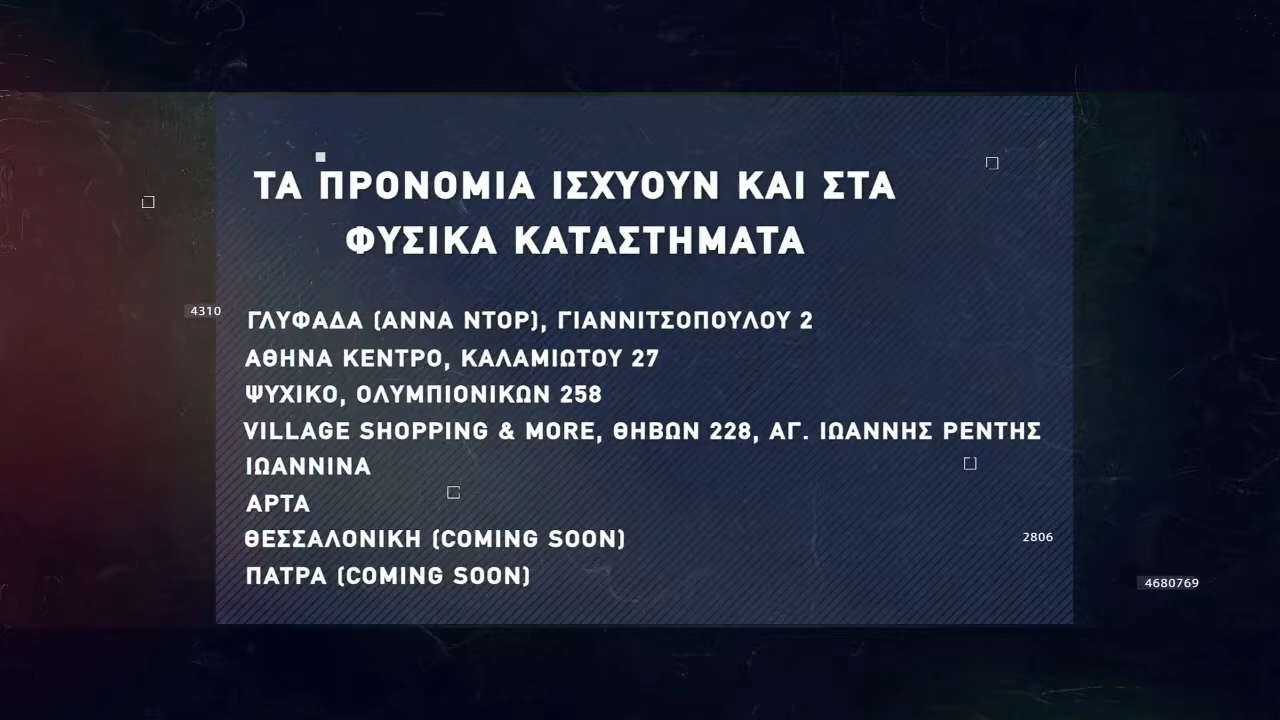 ΤΑ ΠΡΟΝΟΜΙΑ ΙΣΧΥΟΥΝ ΚΑΙ ΣΤΑ
ΦΥΣΙΚΑ ΚΑΤΑΣΤΗΜΑΤΑ
4310
ΓΛΥΦΑΔΑ (ΑΝΝΑ ΝΤΟΡ), ΓΙΑΝΝΙΤΣΟΠΟΥΛΟΥ 2
ΑΘΗΝΑ ΚΕΝΤΡΟ, ΚΑΛΑΜΙΩΤΟΥ 27
ΨΥΧΙΚΟ, ΟΛΥΜΠΙΟΝΙΚΩΝ 258
VILLAGE SHOPPING & MORE, ΘΗΒΩΝ 228, ΑΓ. ΙΩΑΝΝΗΣ ΡΕΝΤΗΣ
ΙΩΑΝΝΙΝΑ
ΑΡΤΑ
ΘΕΣΣΑΛΟΝΙΚΗ (COMING SOON)
2806
ΠΑΤΡΑ (COMING SOON)
4680769